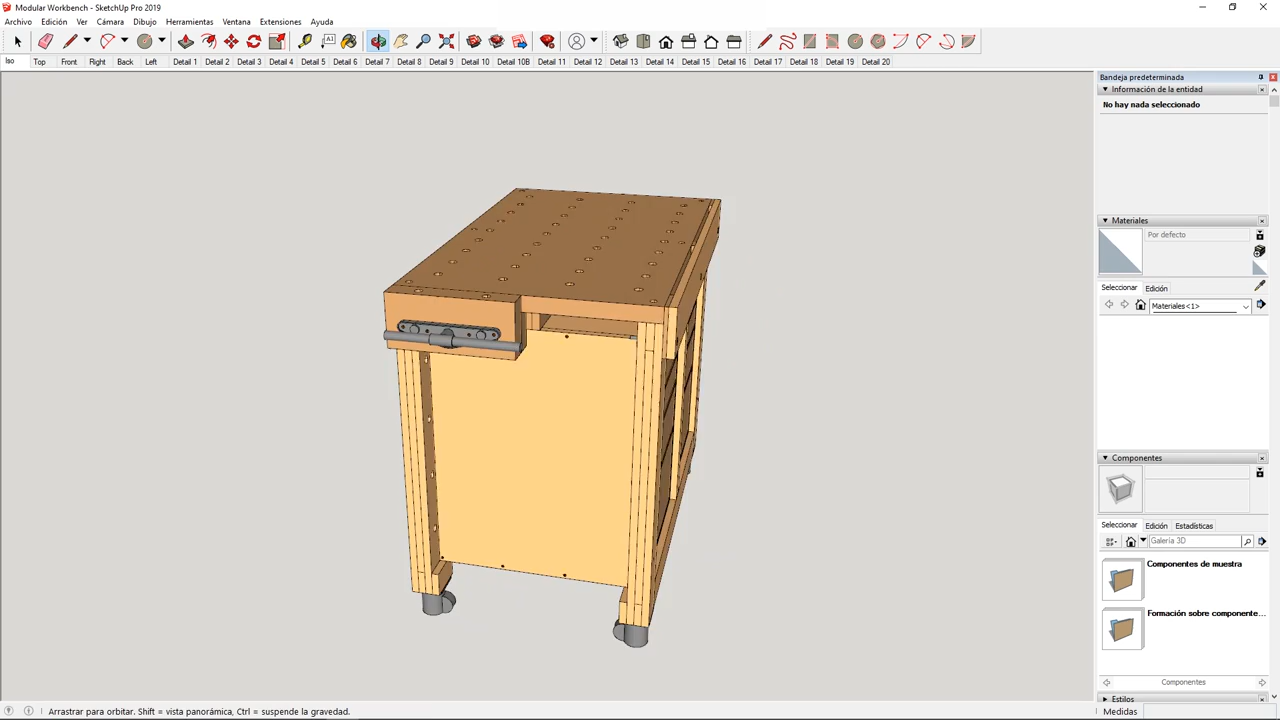 Modular Workbench - SketchUp Pro 2019
Archivo Edición Ver Cámara Dibujo Herramientas Ventana Extensiones Ayuda
Iso Top Front Right Back Left Detail 1 Detail 2 Detail 3 Detail 4 Detail 5 Detail 6 Detail 7 Detail 8 Detail 9 Detail 10 Detail 10B Detail 11 Detail 12 Detail 13 Detail 14 Detail 15 Detail 16 Detail 17 Detail 18 Detail 19 Detail 20
Bandeja predeterminada
Información de la entidad
No hay nada seleccionado
Materiales
Por defecto
Seleccionar Edición
Materiales<1>
Componentes
Seleccionar Edición Estadísticas
Galería 3D
Componentes de muestra
Formación sobre componente...
Componentes
Estilos
Arrastrar para orbitar. Shift = vista panorámica, Ctrl = suspende la gravedad.
Medidas